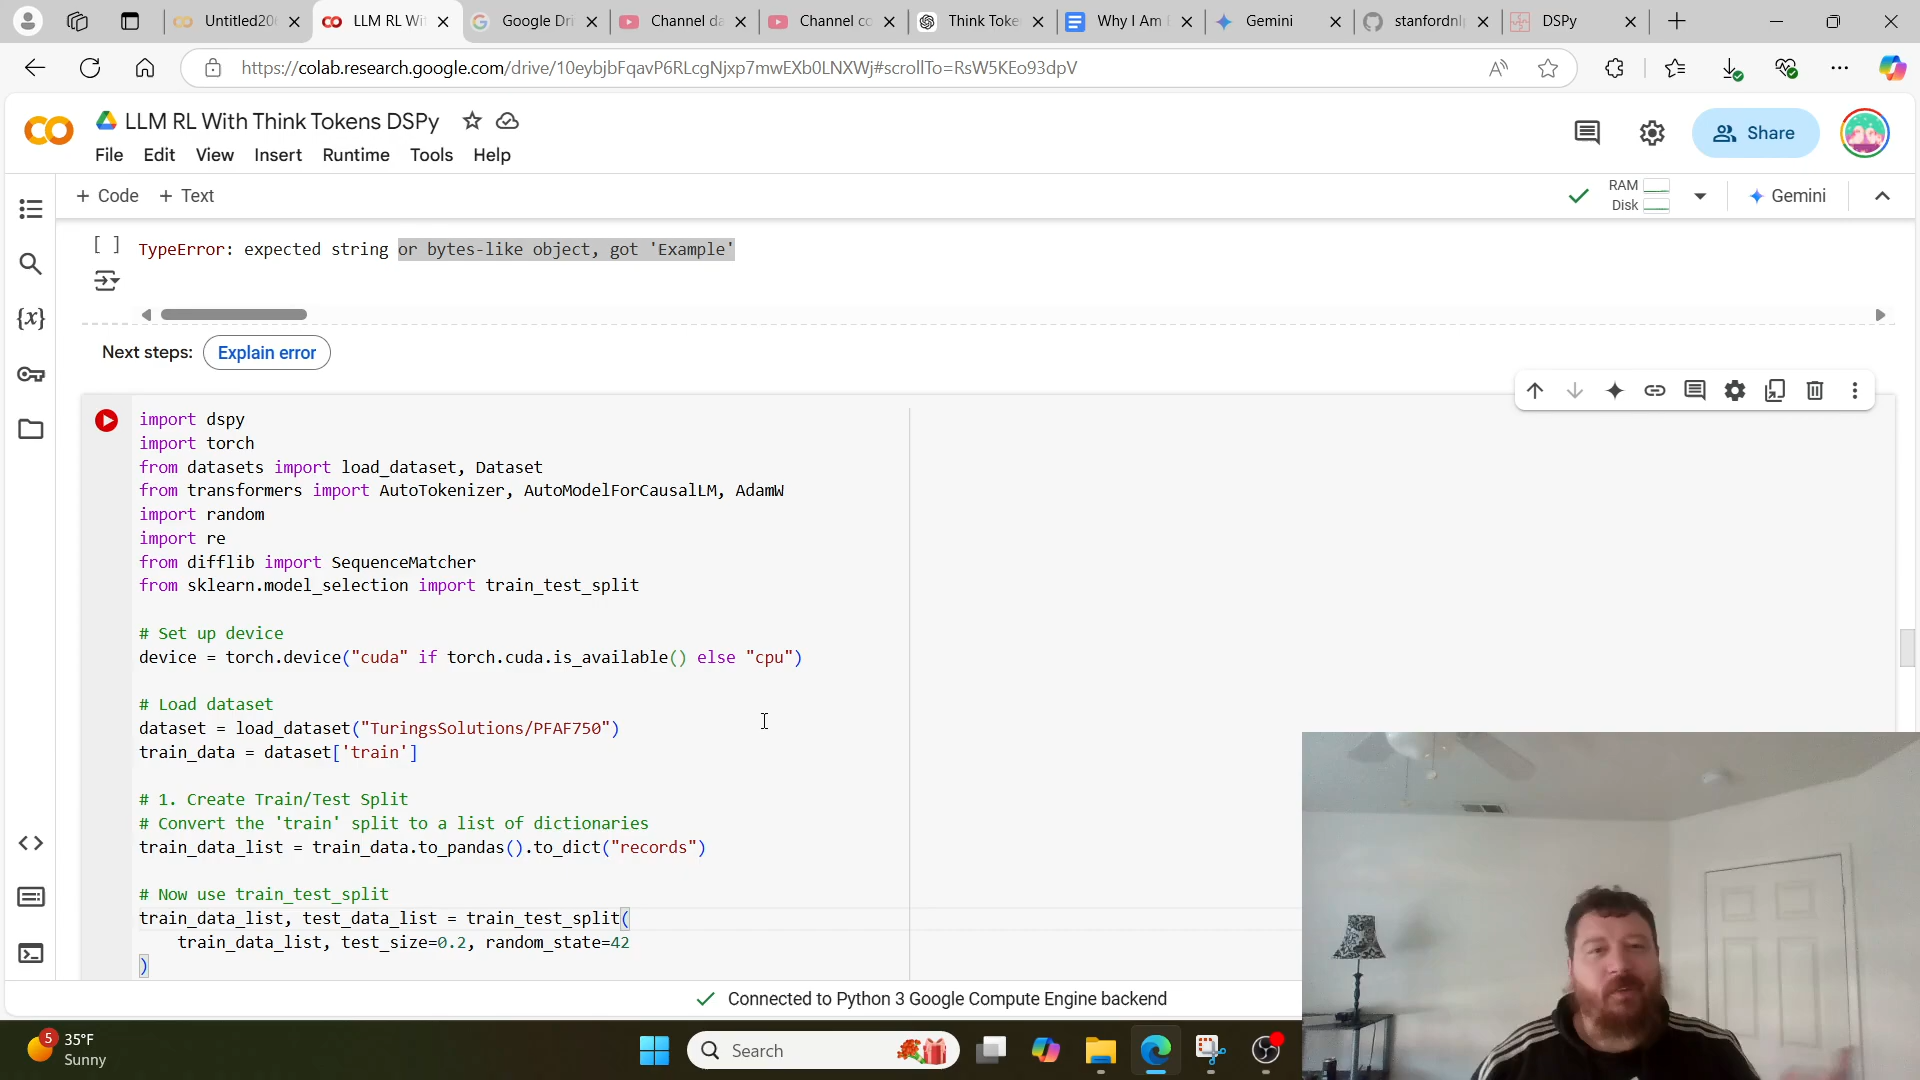 Untitled20
LLM RL Wi
Google Dri
Channel da
Channel co
Think Toke
Why I Am
Gemini
stanfordnl
DSPy
https://colab.research.google.com/drive/10eybjbFqavP6RLcgNjxp7mwEXb0LNXWj#scrollTo=RsW5KEo93dpV
LLM RL With Think Tokens DSPy
Share
File Edit View Insert Runtime Tools Help
+ Code + Text
RAM
Disk
Gemini
[ ] TypeError: expected string or bytes-like object, got 'Example'
Next steps: Explain error
import dspy
import torch
from datasets import load_dataset, Dataset
from transformers import AutoTokenizer, AutoModelForCausalLM, AdamW
import random
import re
from difflib import SequenceMatcher
from sklearn.model_selection import train_test_split
# Set up device
device = torch.device("cuda" if torch.cuda.is_available() else "cpu")
# Load dataset
dataset = load_dataset("TuringsSolutions/PFAF750")
train_data = dataset['train']
# 1. Create Train/Test Split
# Convert the 'train' split to a list of dictionaries
train_data_list = train_data.to_pandas().to_dict("records")
# Now use train_test_split
train_data_list, test_data_list = train_test_split(
train_data_list, test_size=0.2, random_state=42
)
Connected to Python 3 Google Compute Engine backend
5
35°F
Sunny
Search